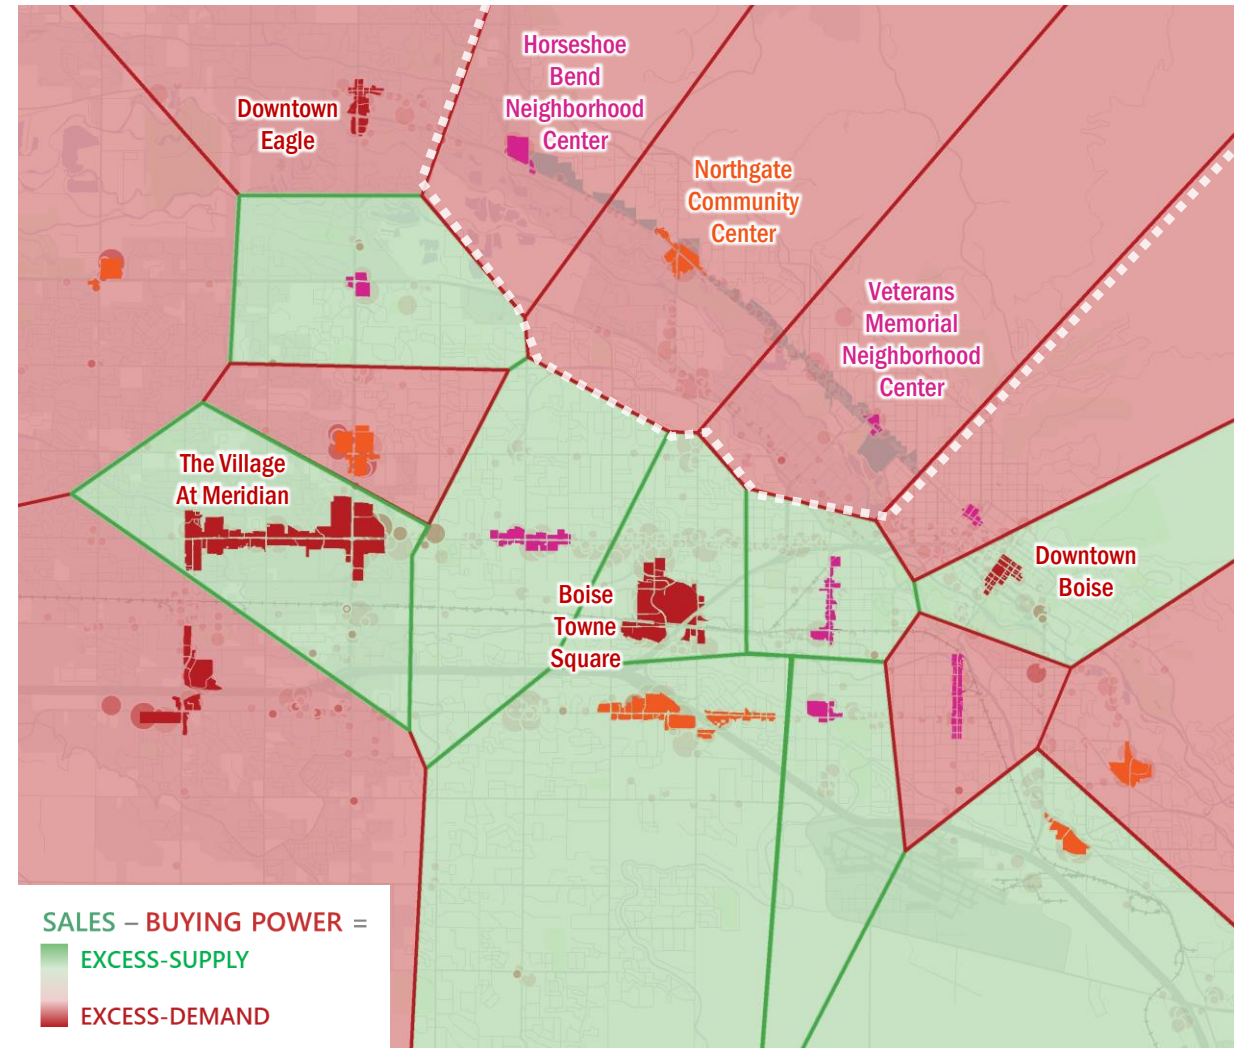 Horseshoe
Bend
Neighborhood
Center
Downtown
Eagle
Northgate
Community
Center
Veterans
Memorial
Neighborhood
Center
The Village
At Meridian
Downtown
Boise
Boise
Towne
Square
SALES – BUYING POWER =
EXCESS-SUPPLY
EXCESS-DEMAND